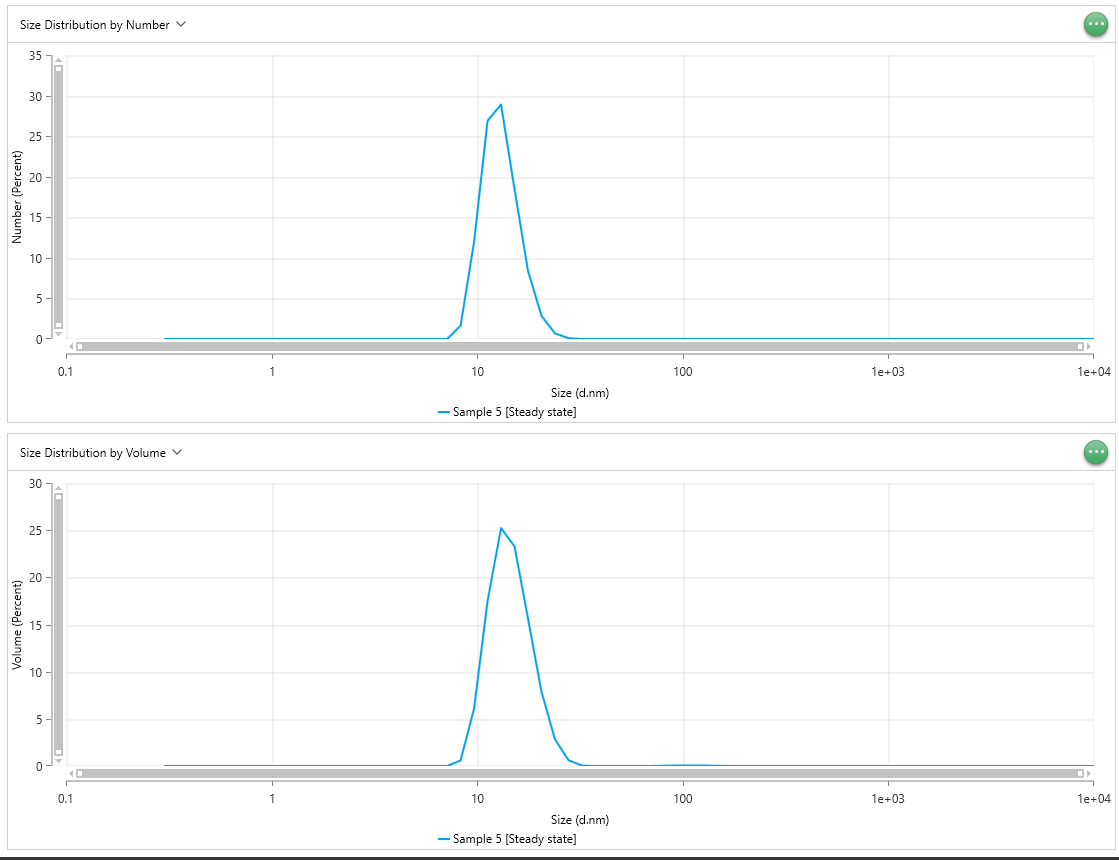 Size Distribution by Number
35
30
25
20
15
10
5
0
Number (Percent)
0.1 1 10 100 1e+03 1e+04
Size (d.nm)
Sample 5 [Steady state]
Size Distribution by Volume
30
25
20
15
10
5
0
Volume (Percent)
0.1 1 10 100 1e+03 1e+04
Size (d.nm)
Sample 5 [Steady state]